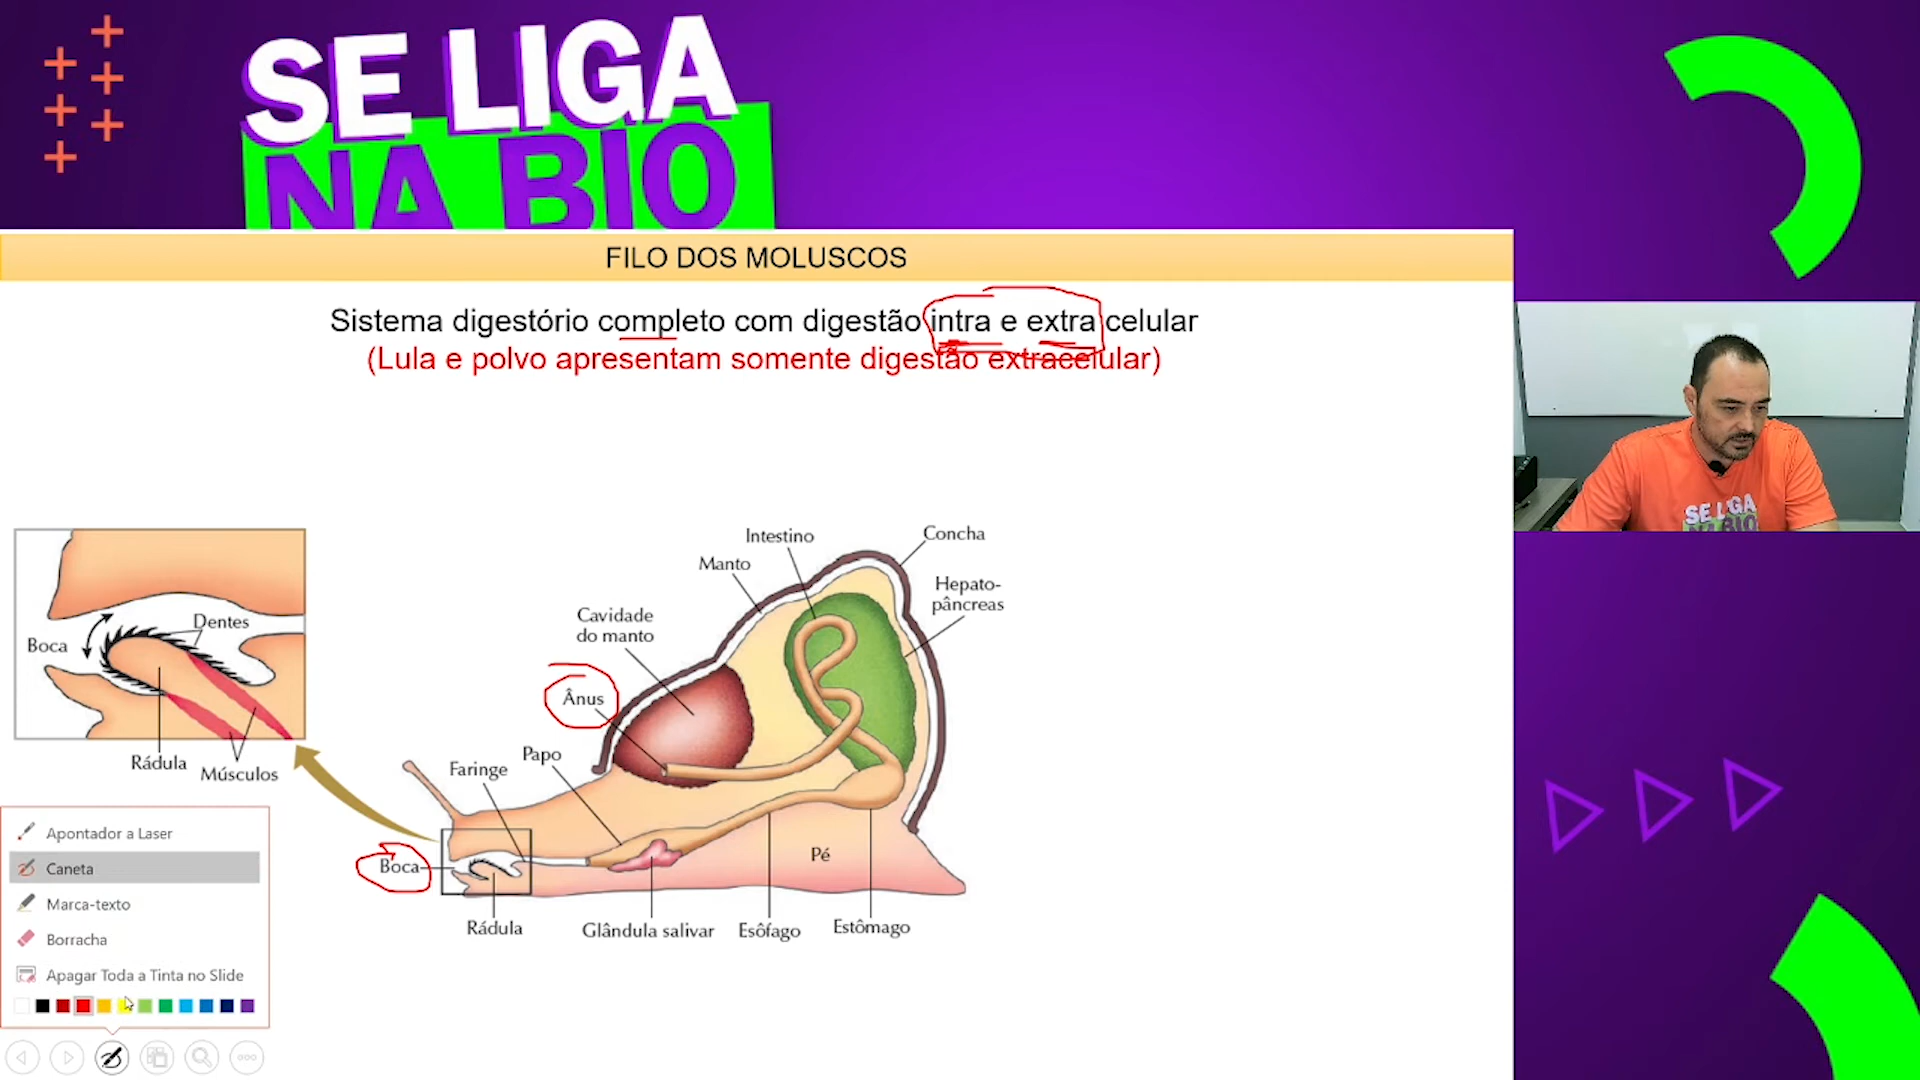 SE LIGA
NA BIO
FILO DOS MOLUSCOS
Sistema digestório completo com digestão intra e extra celular
(Lula e polvo apresentam somente digestão extracelular)
SE LIGA
NA BIO
Intestino
Concha
Manto
Hepato-
pâncreas
Cavidade
do manto
Dentes
Boca
Ânus
Rádula
Músculos
Papo
Faringe
Boca
Pé
Rádula
Glândula salivar
Esôfago
Estômago
Apontador a Laser
Caneta
Marca-texto
Borracha
Apagar Toda a Tinta no Slide